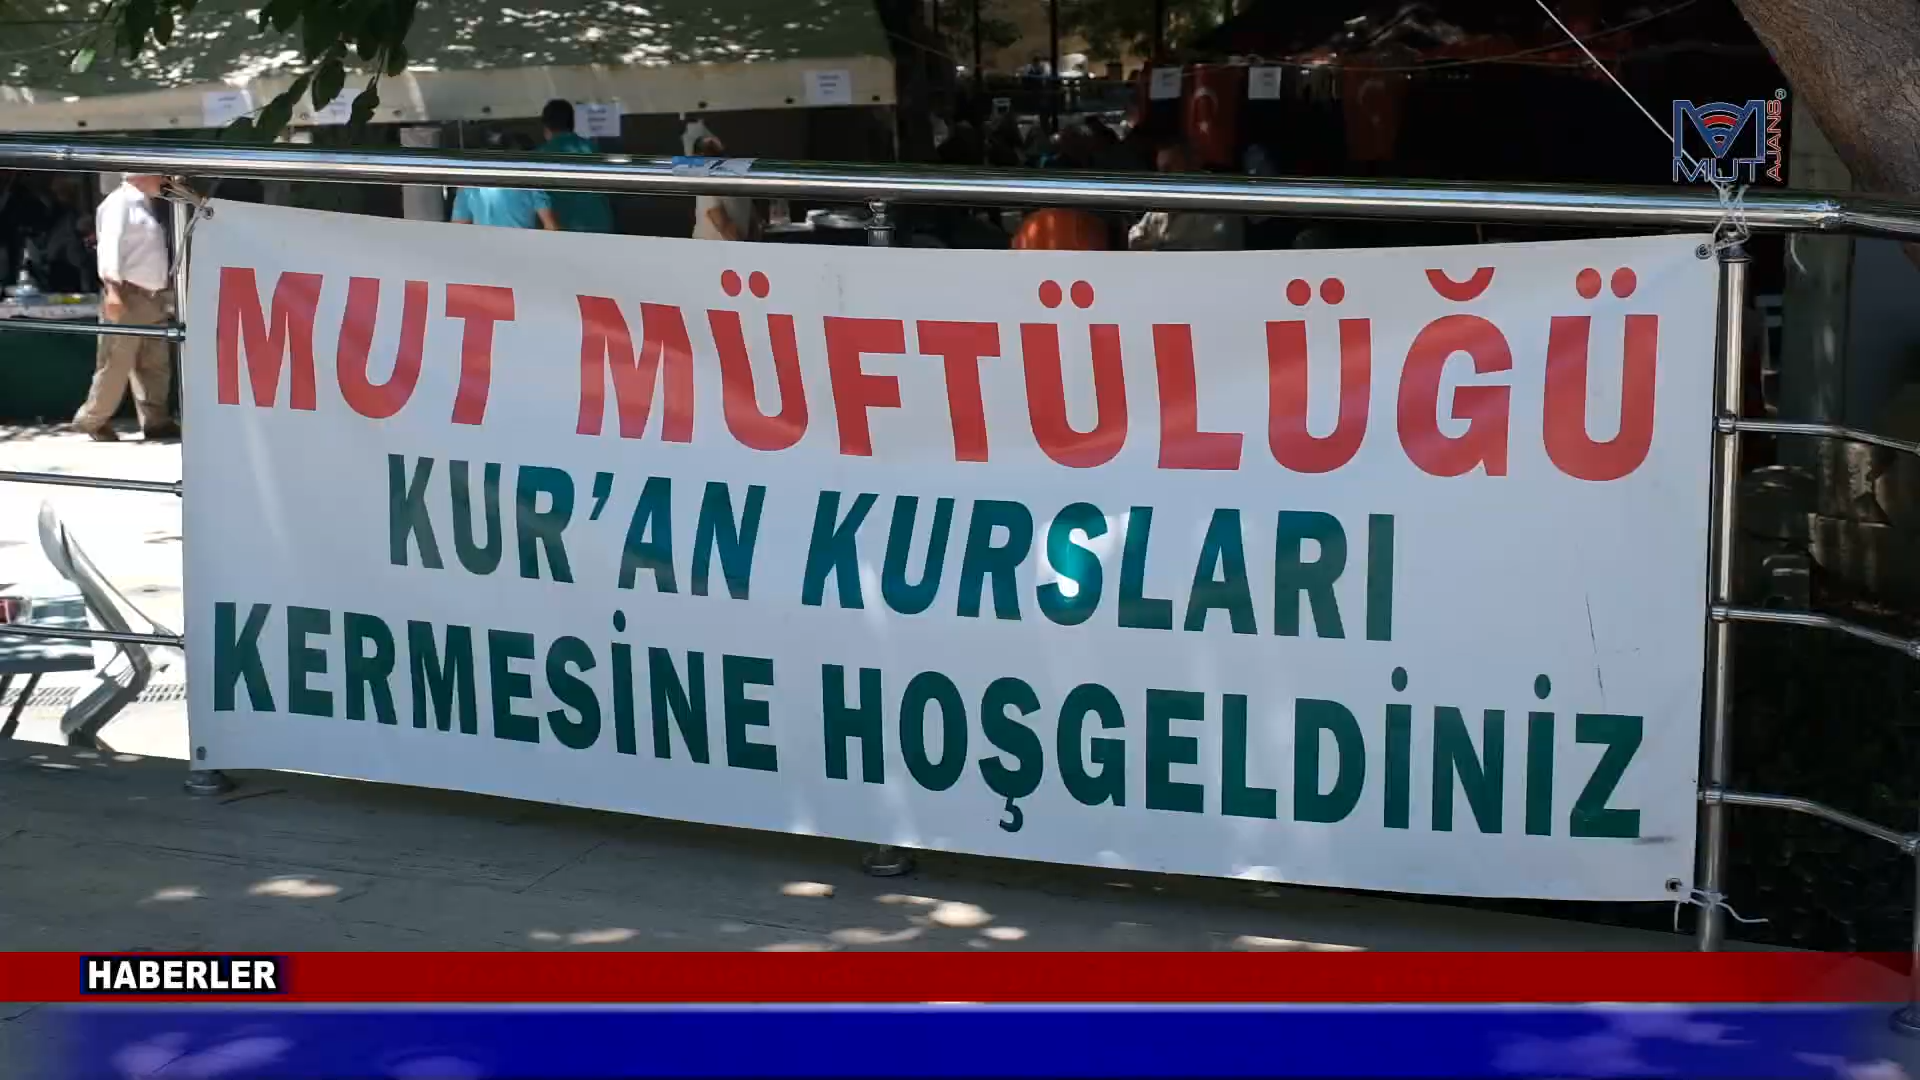 MUT
AJANS
MUT MÜFTÜLÜĞÜ
KUR'AN KURSLARI
KERMESİNE HOŞGELDİNİZ
HABERLER